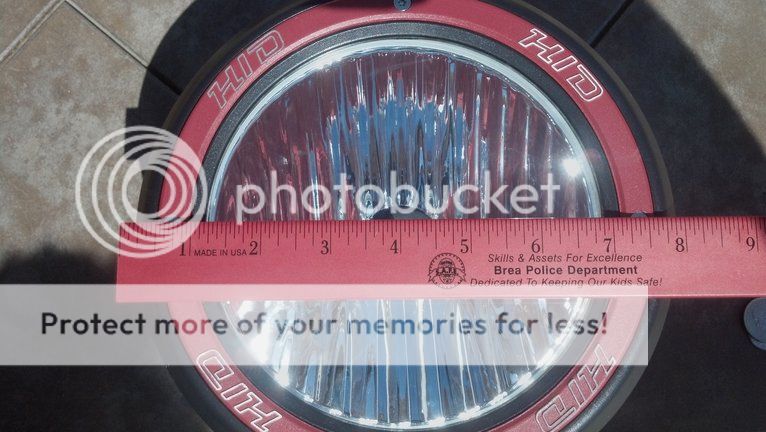 HID HID
photobucket
1 MADE IN USA 2 3 4 5 6 7 8 9
Skills & Assets For Excellence
Brea Police Department
Dedicated To Keeping Our Kids Safe!
Protect more of your memories for less!
HID HID